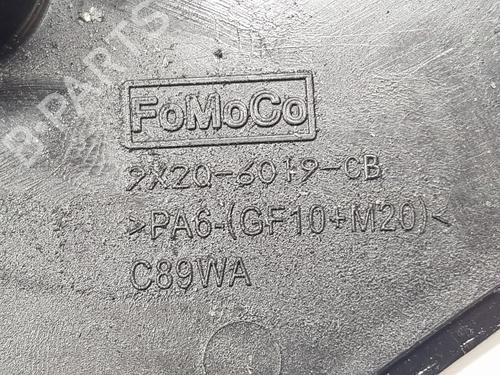 B-PARTS
FoMoCo
9X2Q-6019-CB
>PA6-(GF10+M20)<
C89WA